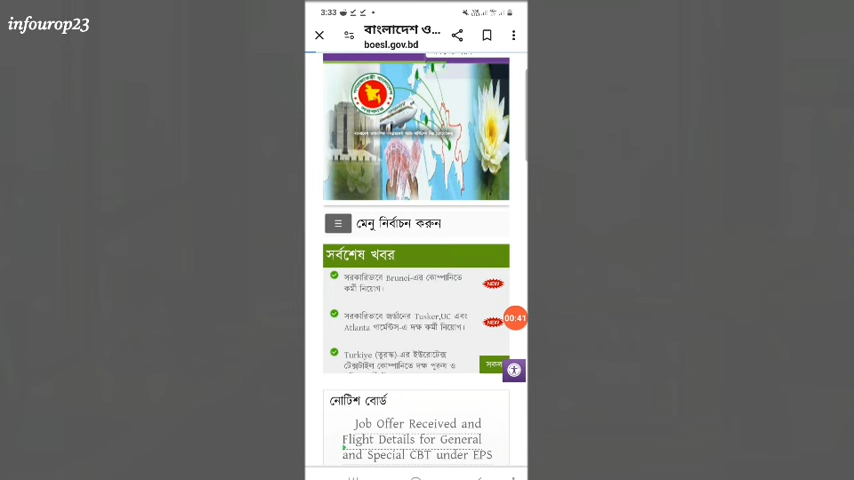 infourop23
3:33
বাংলাদেশ ও...
boesl.gov.bd
মেনু নির্বাচন করুন
সর্বশেষ খবর
সরকারিভাবে Brunei-এর কোম্পানিতে
কর্মী নিয়োগ।
NEW
সরকারিভাবে জর্ডানের Tusker,UC এবং
Atlanta গার্মেন্টস-এ দক্ষ কর্মী নিয়োগ।
NEW
00:41
Turkiye (তুরস্ক)-এর ইউরোটেক্স
টেক্সটাইল কোম্পানিতে দক্ষ পুরুষ ও
সকল
নোটিশ বোর্ড
Job Offer Received and
Flight Details for General
and Special CBT under EPS